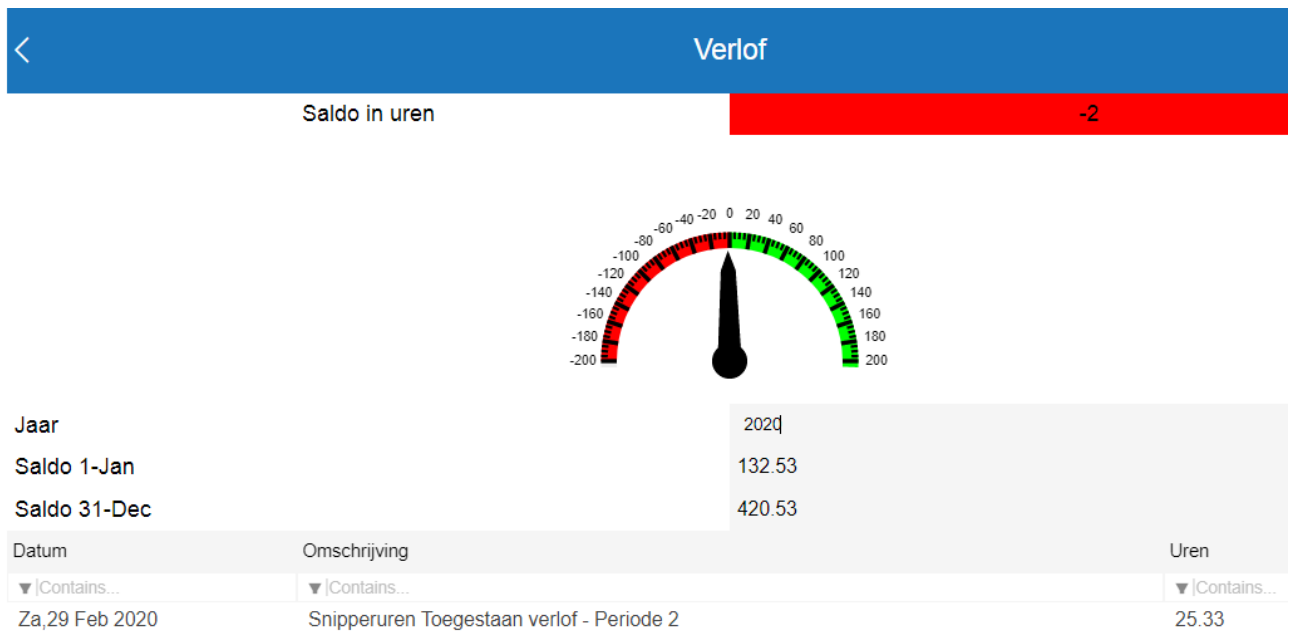 Verlof
Saldo in uren -2
-200 -180 -160 -140 -120 -100 -80 -60 -40 -20 0 20 40 60 80 100 120 140 160 180 200
Jaar 2020
Saldo 1-Jan 132.53
Saldo 31-Dec 420.53
Datum Omschrijving Uren
Contains... Contains... Contains...
Za,29 Feb 2020 Snipperuren Toegestaan verlof - Periode 2 25.33